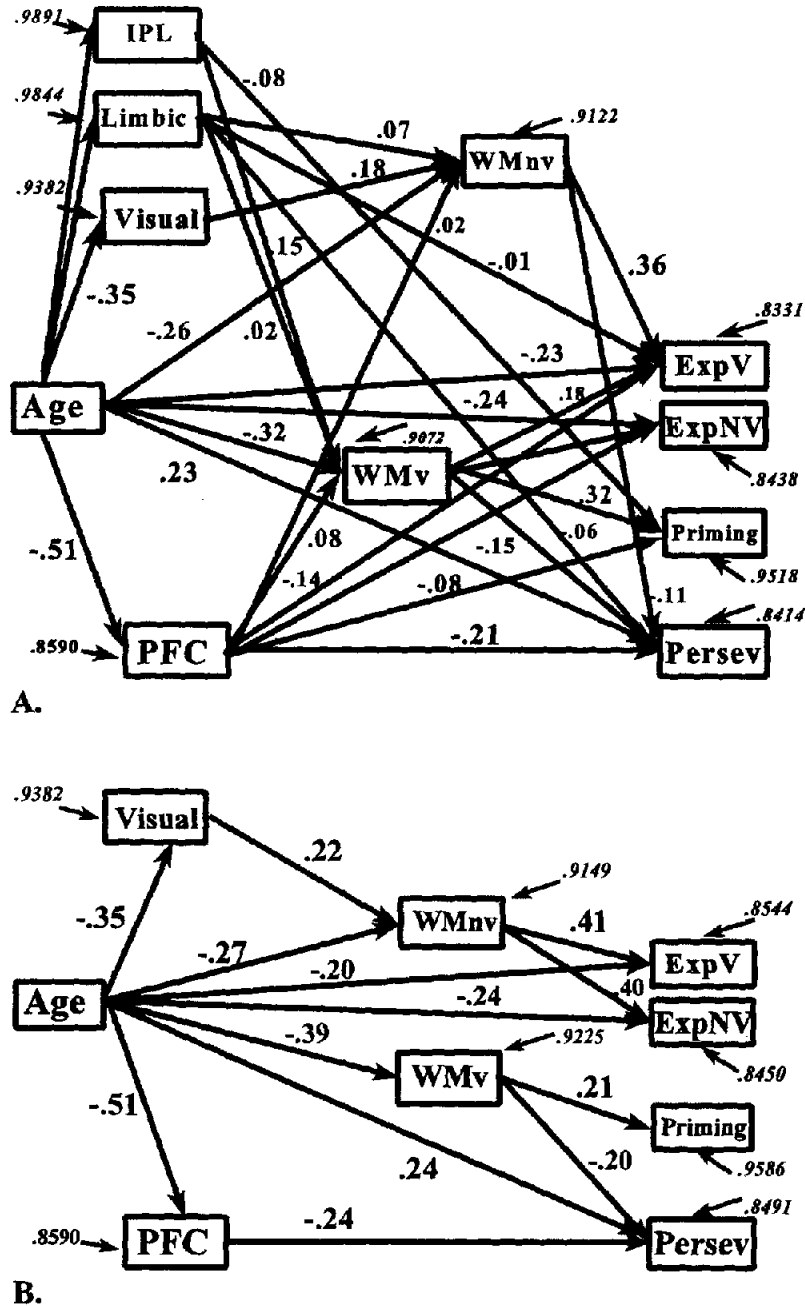 .9891
IPL
-.08
.9844
Limbic
.07
.9122
WMnv
.9382
Visual
.18
.02
.15
-.01
.36
-.35
-.26
.02
.8331
-.23
ExpV
Age
-.24
.18
ExpNV
-.32
.9072
.23
WMv
.8438
.32
-.51
.08
-.06
Priming
-.15
-.14
-.08
.9518
-.11
.8590
PFC
-.21
.8414
Persev
A.
.9382
Visual
.22
.9149
-.35
WMnv
.41
.8544
-.27
-.20
ExpV
Age
-.24
.40
ExpNV
-.39
.9225
WMv
.8450
-.51
.21
Priming
.24
-.20
.9586
.8491
-.24
.8590
PFC
Persev
B.